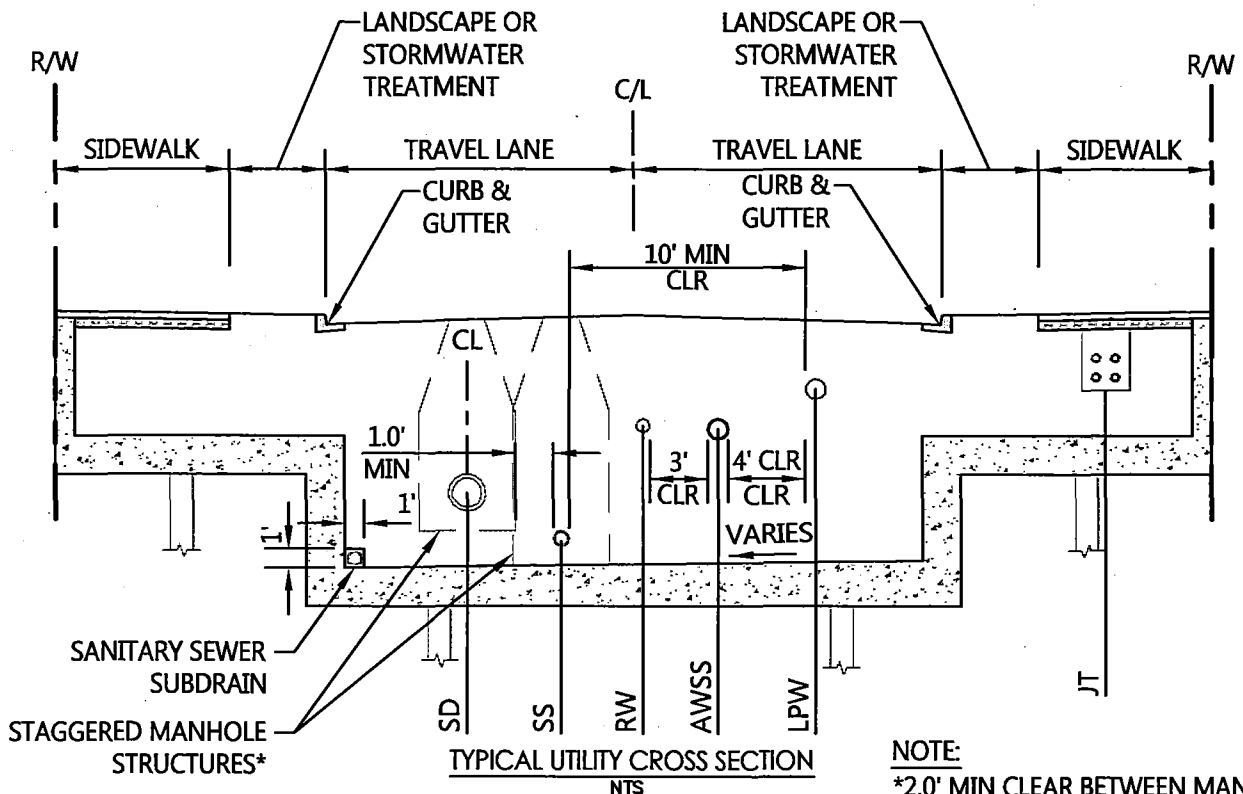 LANDSCAPE OR
STORMWATER
TREATMENT
LANDSCAPE OR
STORMWATER
TREATMENT
R/W
C/L
R/W
SIDEWALK
TRAVEL LANE
TRAVEL LANE
SIDEWALK
CURB &
GUTTER
CURB &
GUTTER
10' MIN
CLR
CL
1.0'
MIN
3'
CLR
4' CLR
CLR
1'
1'
VARIES
SANITARY SEWER
SUBDRAIN
STAGGERED MANHOLE
STRUCTURES*
SD
SS
RW
AWSS
LPW
JT
TYPICAL UTILITY CROSS SECTION
NTS
NOTE:
*2.0' MIN CLEAR BETWEEN MAN